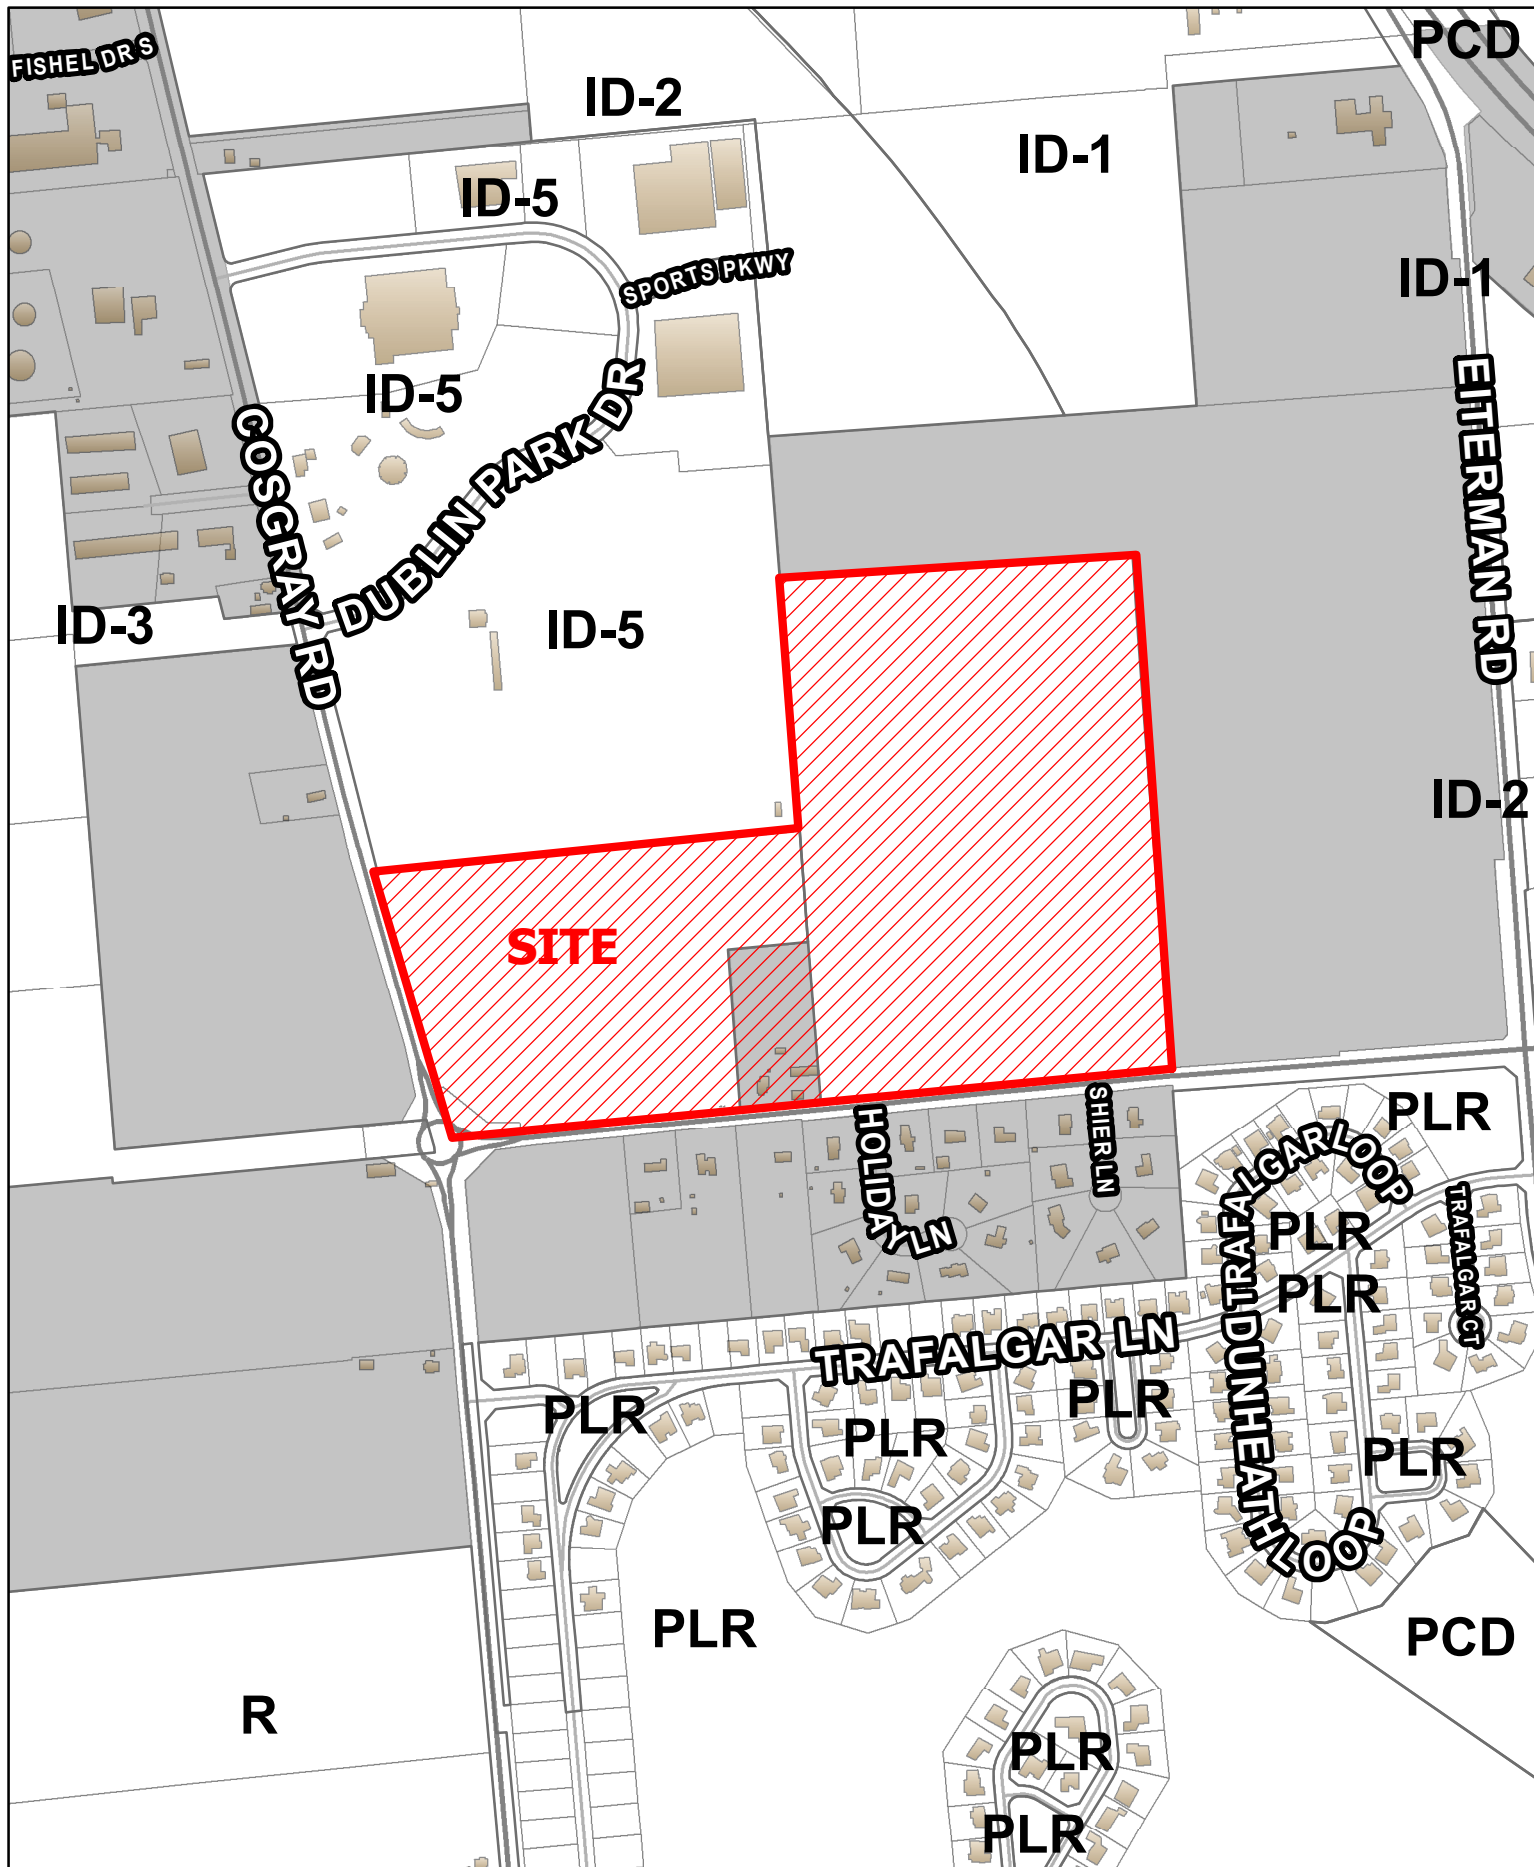 PCD
FISHEL DR S
ID-2
ID-1
ID-5
SPORTS PKWY
ID-1
ID-5
DUBLIN PARK DR
COSGRAY RD
EITERMAN RD
ID-3
ID-5
ID-2
SITE
HOLIDAY LN
SHIER LN
PLR
TRAFALGAR LOOP
PLR
TRAFALGAR CT
PLR
TRAFALGAR LN
DUNHEATH LOOP
PLR
PLR
PLR
PLR
PLR
PLR
PCD
R
PLR
PLR